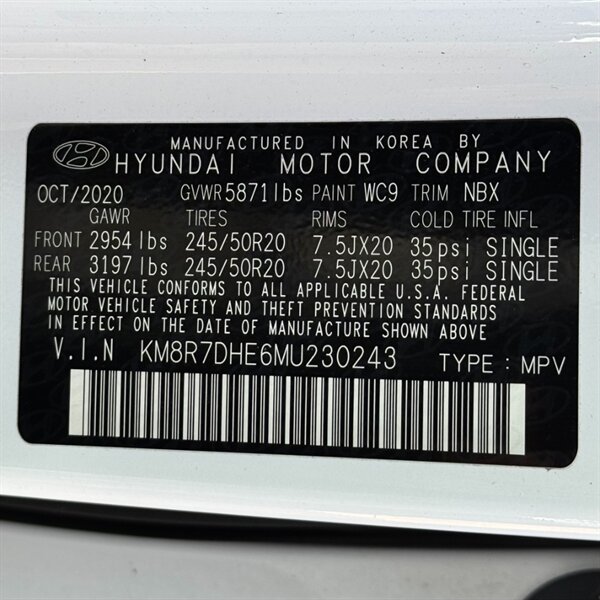 MANUFACTURED IN KOREA BY
HYUNDAI MOTOR COMPANY
OCT/2020 GVWR 5871lbs PAINT WC9 TRIM NBX
GAWR TIRES RIMS COLD TIRE INFL
FRONT 2954 lbs 245/50R20 7.5JX20 35psi SINGLE
REAR 3197 lbs 245/50R20 7.5JX20 35psi SINGLE
THIS VEHICLE CONFORMS TO ALL APPLICABLE U.S.A. FEDERAL
MOTOR VEHICLE SAFETY AND THEFT PREVENTION STANDARDS
IN EFFECT ON THE DATE OF MANUFACTURE SHOWN ABOVE.
V.I.N KM8R7DHE6MU230243 TYPE : MPV